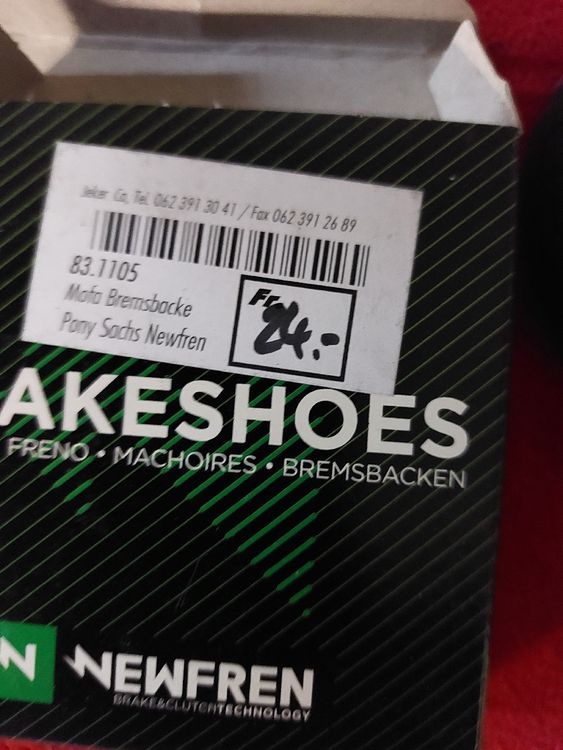 Jeker Co, Tel. 062 391 30 41 / Fax 062 391 26 89
83.1105
Mofa Bremsbacke
Pony Sachs Newfren
Fr.
24.-
AKESHOES
FRENO • MACHOIRES • BREMSBACKEN
N NEWFREN
BRAKE&CLUTCHTECHNOLOGY